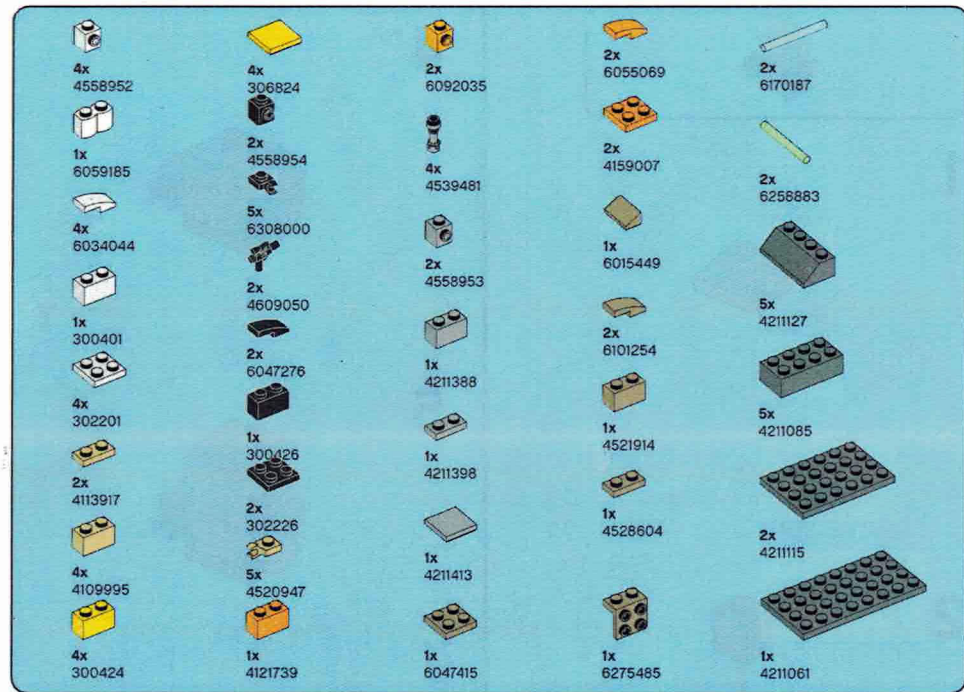 4x
4558952
1x
6059185
4x
6034044
1x
300401
4x
302201
2x
4113917
4x
4109995
4x
300424
4x
306824
2x
4558954
5x
6308000
2x
4609050
2x
6047276
1x
300426
2x
302226
5x
4520947
1x
4121739
2x
6092035
4x
4539481
2x
4558953
1x
4211388
1x
4211398
1x
4211413
1x
6047415
2x
6055069
2x
4159007
1x
6015449
2x
6101254
1x
4521914
1x
4528604
1x
6275485
2x
6170187
2x
6258883
5x
4211127
5x
4211085
2x
4211115
1x
4211061